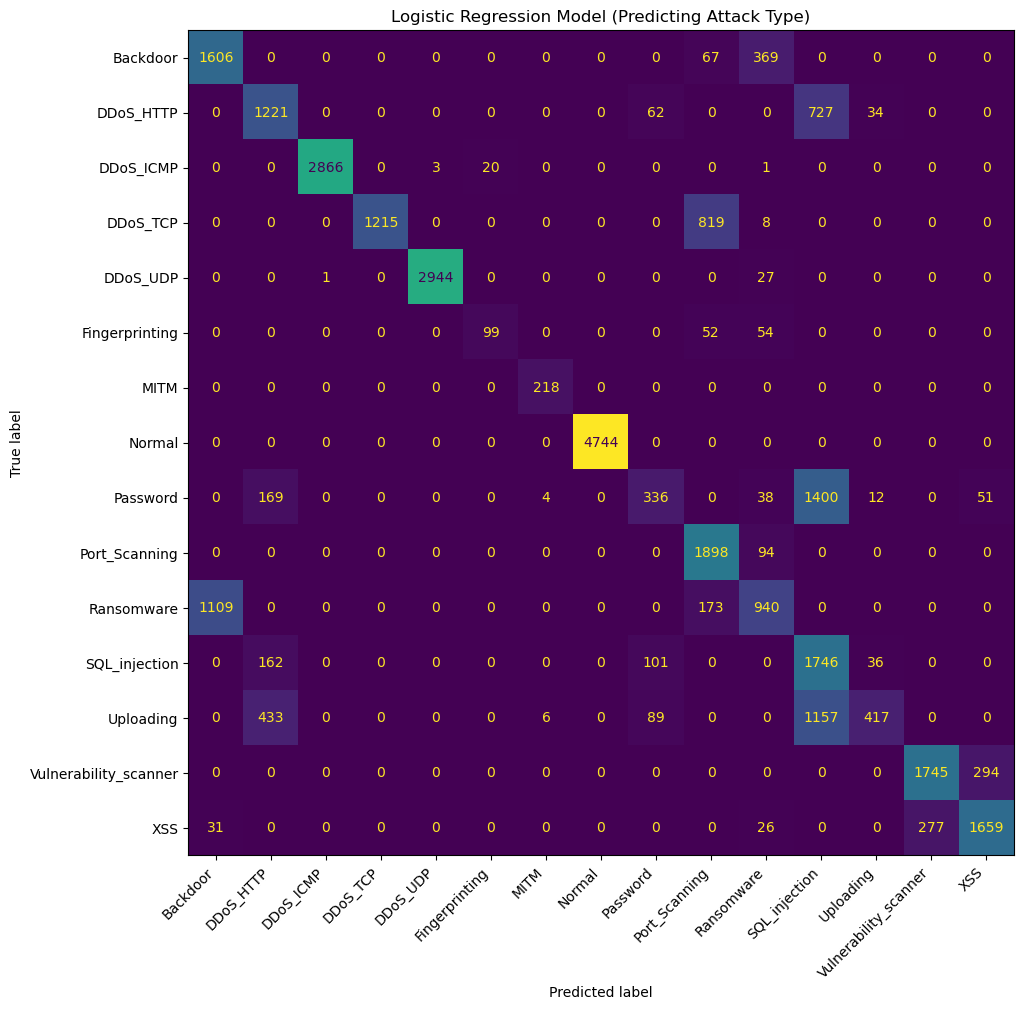 Logistic Regression Model (Predicting Attack Type)
Backdoor 1606 0 0 0 0 0 0 0 0 67 369 0 0 0 0
DDoS_HTTP 0 1221 0 0 0 0 0 0 62 0 0 727 34 0 0
DDoS_ICMP 0 0 2866 0 3 20 0 0 0 0 1 0 0 0 0
DDoS_TCP 0 0 0 1215 0 0 0 0 0 819 8 0 0 0 0
DDoS_UDP 0 0 1 0 2944 0 0 0 0 0 27 0 0 0 0
Fingerprinting 0 0 0 0 0 99 0 0 0 52 54 0 0 0 0
MITM 0 0 0 0 0 0 218 0 0 0 0 0 0 0 0
Normal 0 0 0 0 0 0 0 4744 0 0 0 0 0 0 0
Password 0 169 0 0 0 0 4 0 336 0 38 1400 12 0 51
Port_Scanning 0 0 0 0 0 0 0 0 0 1898 94 0 0 0 0
Ransomware 1109 0 0 0 0 0 0 0 0 173 940 0 0 0 0
SQL_injection 0 162 0 0 0 0 0 0 101 0 0 1746 36 0 0
Uploading 0 433 0 0 0 0 6 0 89 0 0 1157 417 0 0
Vulnerability_scanner 0 0 0 0 0 0 0 0 0 0 0 0 0 1745 294
XSS 31 0 0 0 0 0 0 0 0 0 26 0 0 277 1659
True label
Backdoor DDoS_HTTP DDoS_ICMP DDoS_TCP DDoS_UDP Fingerprinting MITM Normal Password Port_Scanning Ransomware SQL_injection Uploading Vulnerability_scanner XSS
Predicted label